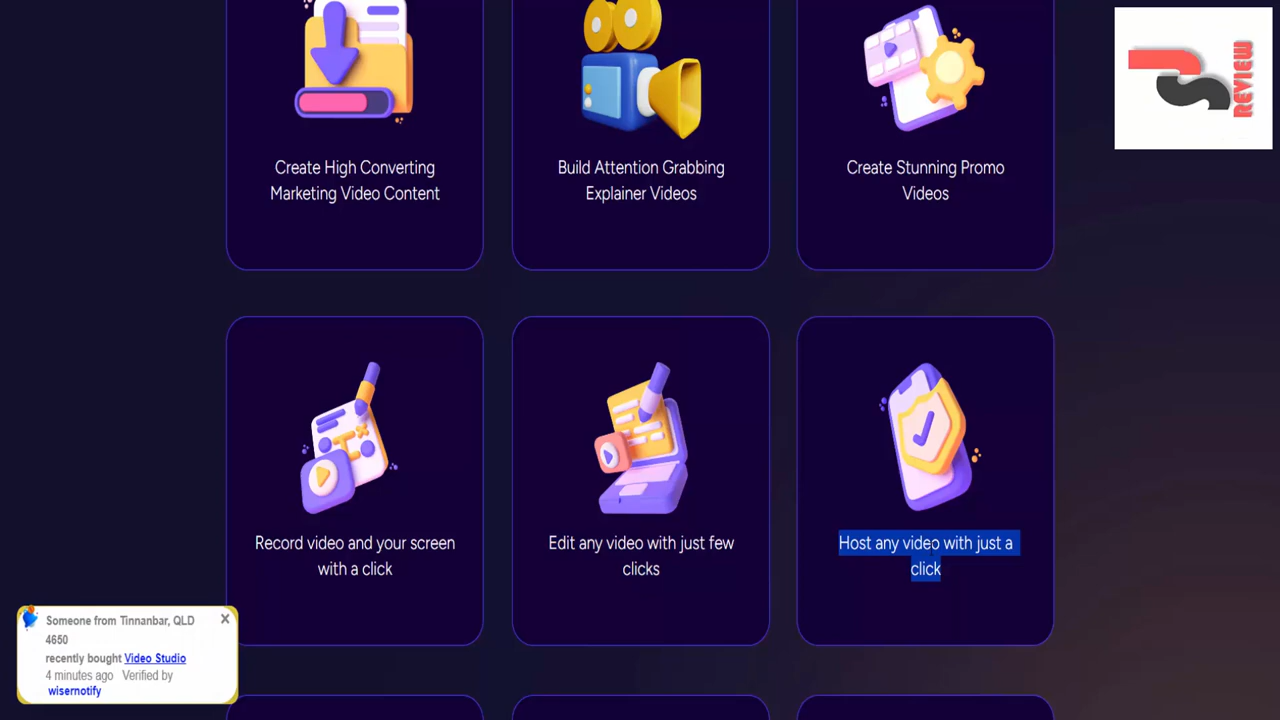 Create High Converting
Marketing Video Content
Build Attention Grabbing
Explainer Videos
Create Stunning Promo
Videos
REVIEW
Record video and your screen
with a click
Edit any video with just few
clicks
Host any video with just a
click
Someone from Tinnanbar, QLD
4650
recently bought Video Studio
4 minutes ago Verified by
wisernotify